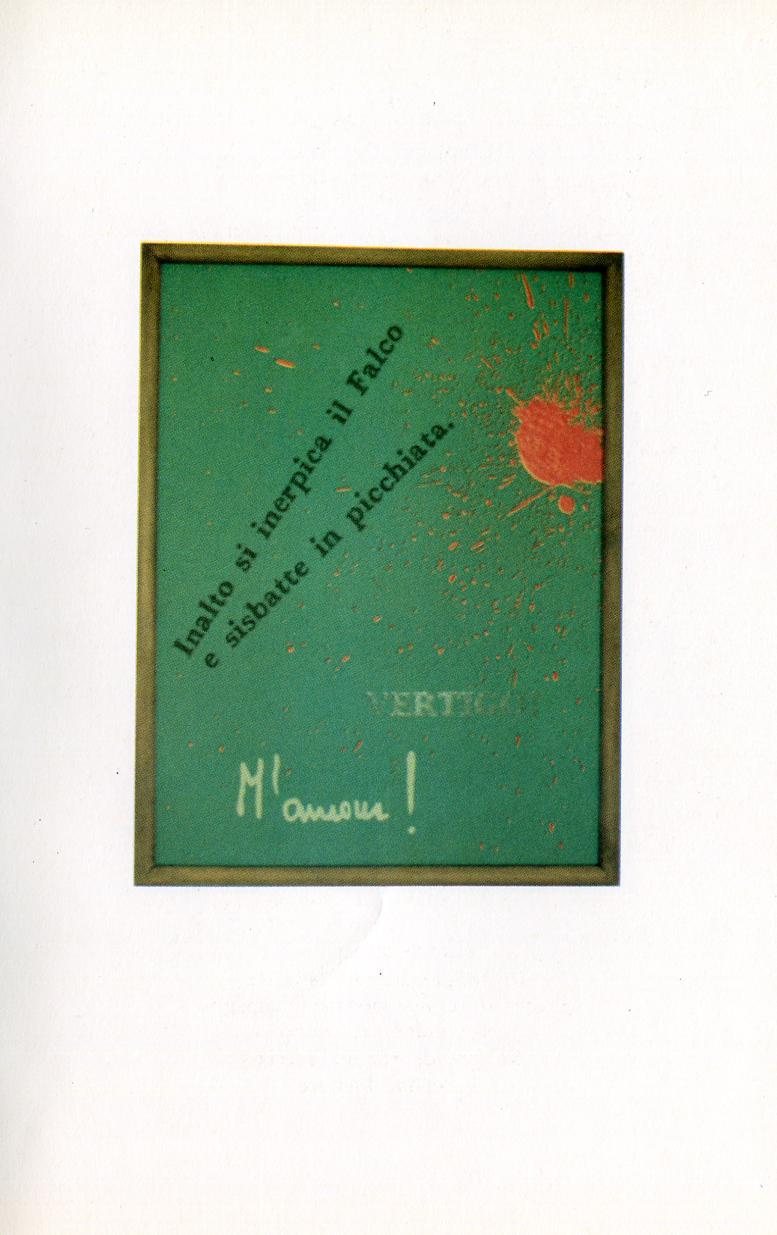 Inalto si inerpica il Falco
e sisbatte in picchiata.
VERTIGO!
M'amour!